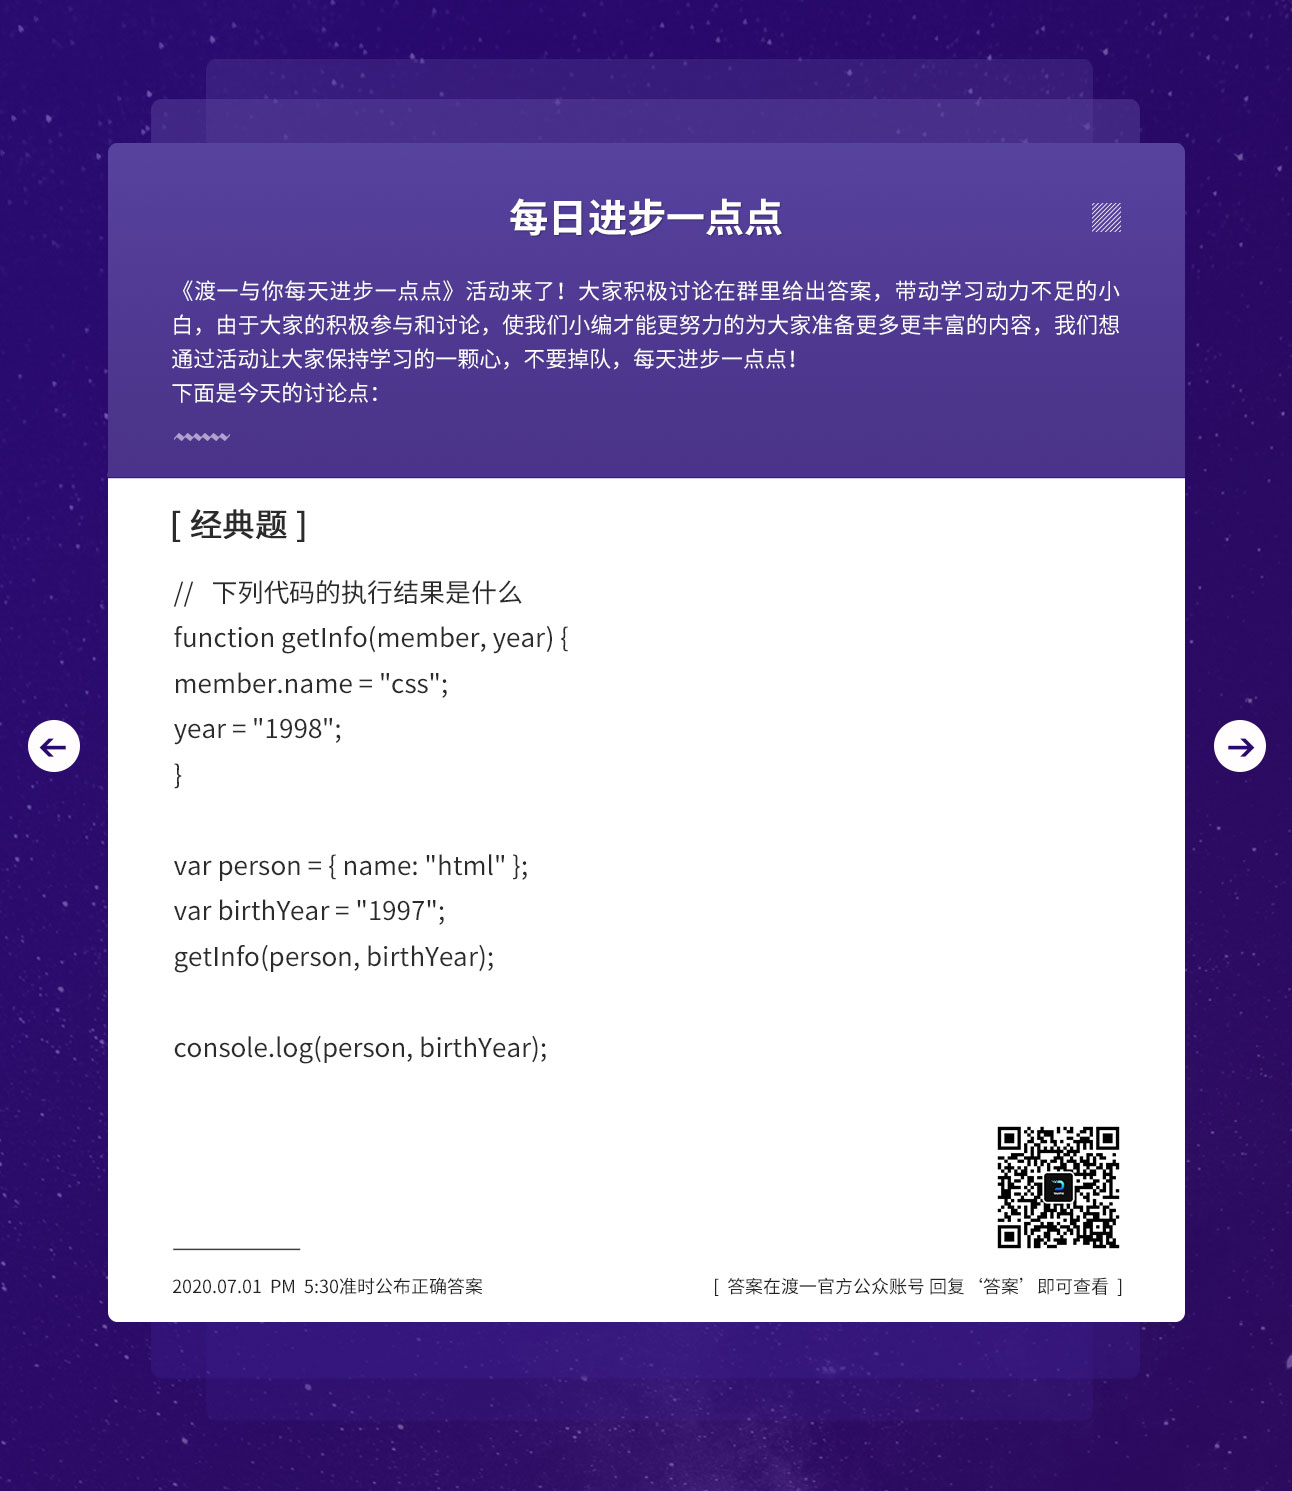 每日进步一点点
《渡一与你每天进步一点点》活动来了！大家积极讨论在群里给出答案，带动学习动力不足的小
白，由于大家的积极参与和讨论，使我们小编才能更努力的为大家准备更多更丰富的内容，我们想
通过活动让大家保持学习的一颗心，不要掉队，每天进步一点点！
下面是今天的讨论点：
[ 经典题 ]
// 下列代码的执行结果是什么
function getInfo(member, year) {
member.name = "css";
year = "1998";
}
var person = { name: "html" };
var birthYear = "1997";
getInfo(person, birthYear);
console.log(person, birthYear);
2020.07.01 PM 5:30准时公布正确答案
[ 答案在渡一官方公众账号 回复 ‘答案’ 即可查看 ]